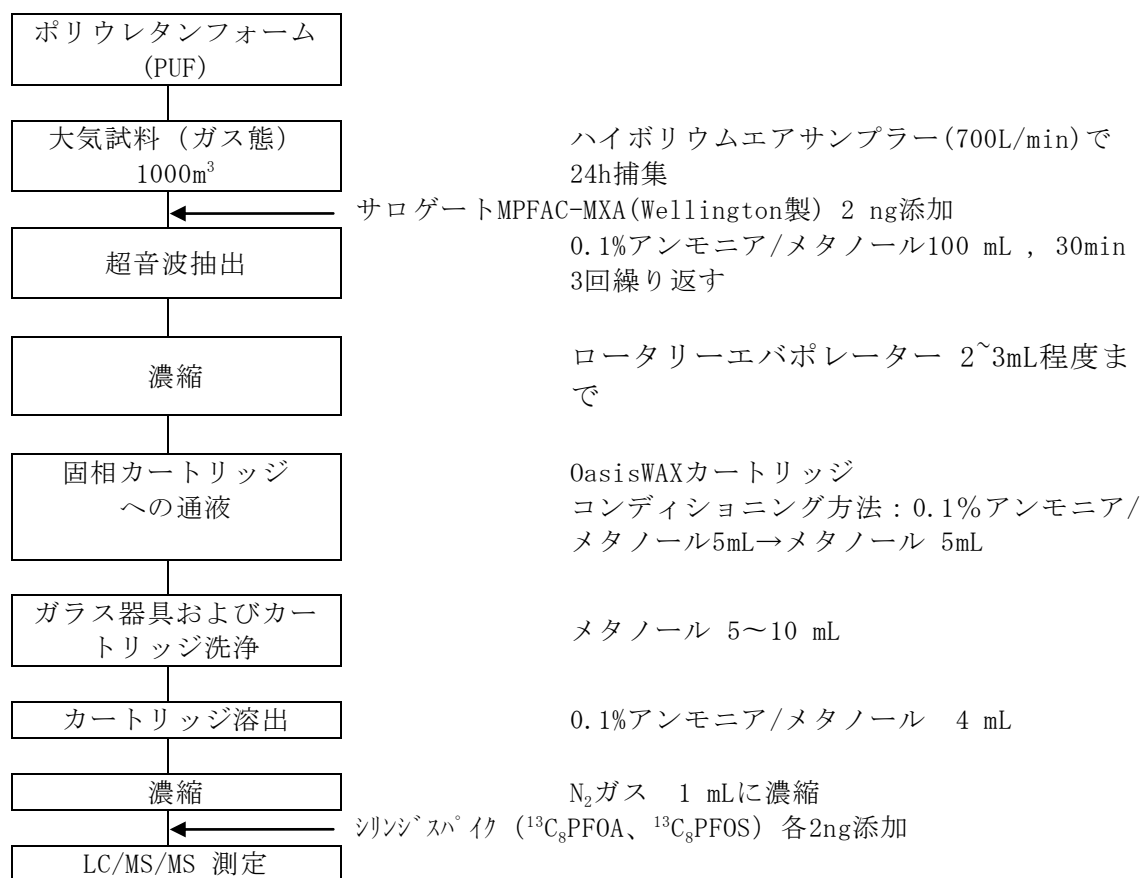 ポリウレタンフォーム
(PUF)
大気試料 (ガス態)
1000m³
ハイボリウムエアサンプラー(700L/min)で
24h捕集
サロゲートMPFAC-MXA(Wellington製) 2 ng添加
超音波抽出
0.1%アンモニア/メタノール100 mL , 30min
3回繰り返す
濃縮
ロータリーエバポレーター 2~3mL程度ま
で
固相カートリッジ
への通液
OasisWAXカートリッジ
コンディショニング方法：0.1％アンモニア/
メタノール5mL→メタノール 5mL
ガラス器具およびカー
トリッジ洗浄
メタノール 5～10 mL
カートリッジ溶出
0.1%アンモニア/メタノール 4 mL
濃縮
N₂ガス 1 mLに濃縮
ｼﾘﾝｼﾞｽﾊﾟｲｸ (¹³C₈PFOA、¹³C₈PFOS) 各2ng添加
LC/MS/MS 測定